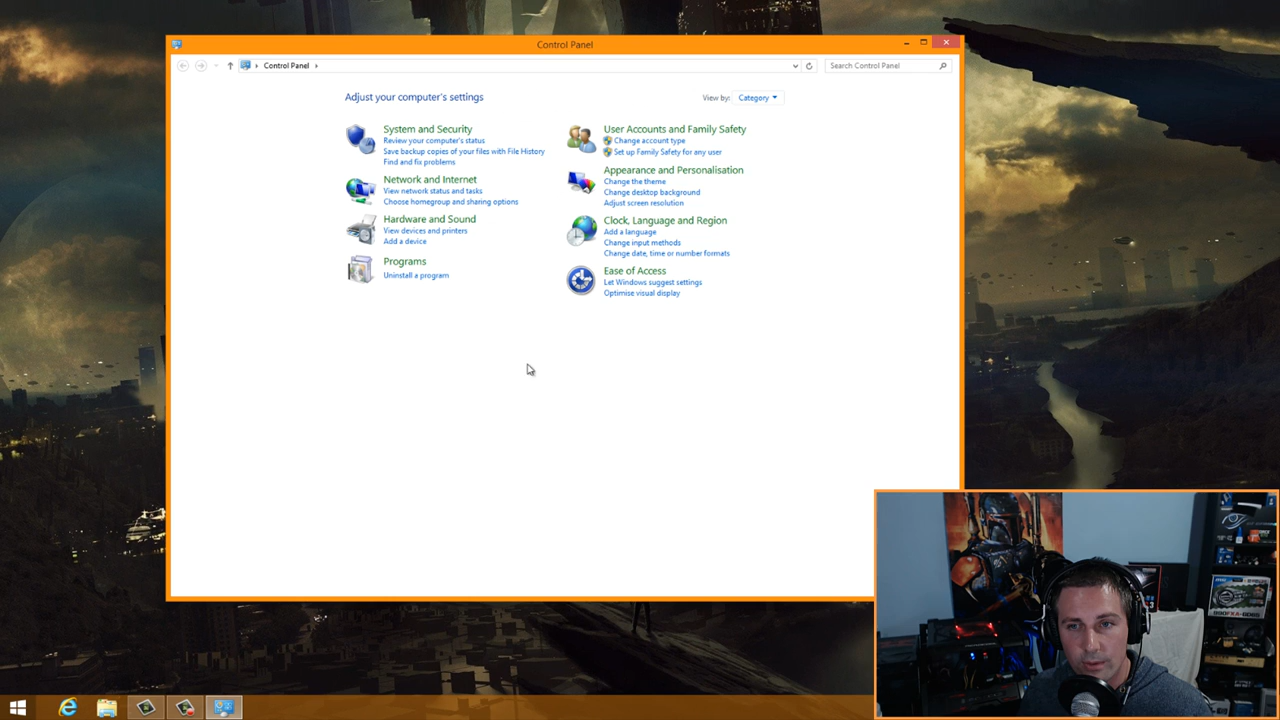 Control Panel
Control Panel
Search Control Panel
Adjust your computer's settings
View by: Category
System and Security
Review your computer's status
Save backup copies of your files with File History
Find and fix problems
Network and Internet
View network status and tasks
Choose homegroup and sharing options
Hardware and Sound
View devices and printers
Add a device
Programs
Uninstall a program
User Accounts and Family Safety
Change account type
Set up Family Safety for any user
Appearance and Personalisation
Change the theme
Change desktop background
Adjust screen resolution
Clock, Language and Region
Add a language
Change input methods
Change date, time or number formats
Ease of Access
Let Windows suggest settings
Optimise visual display